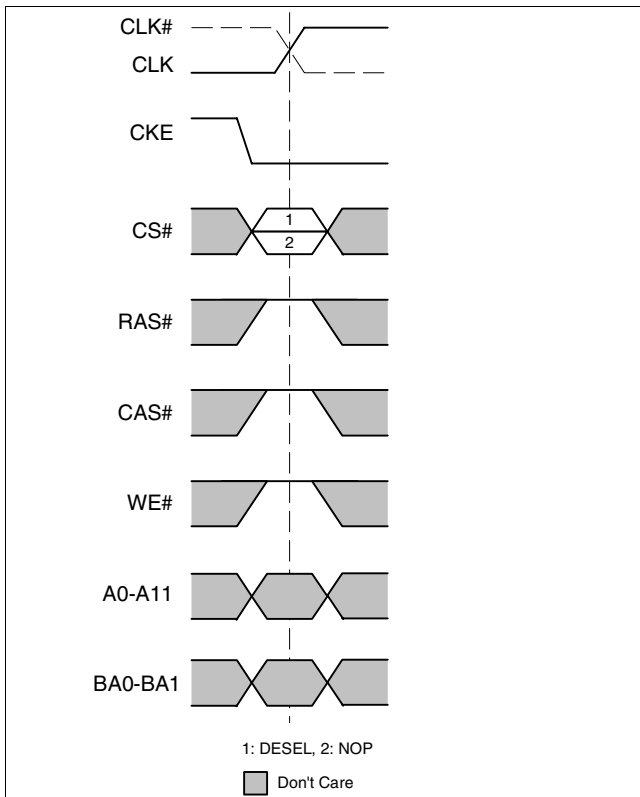 CLK#
CLK
CKE
CS#
1
2
RAS#
CAS#
WE#
A0-A11
BA0-BA1
1: DESEL, 2: NOP
Don't Care